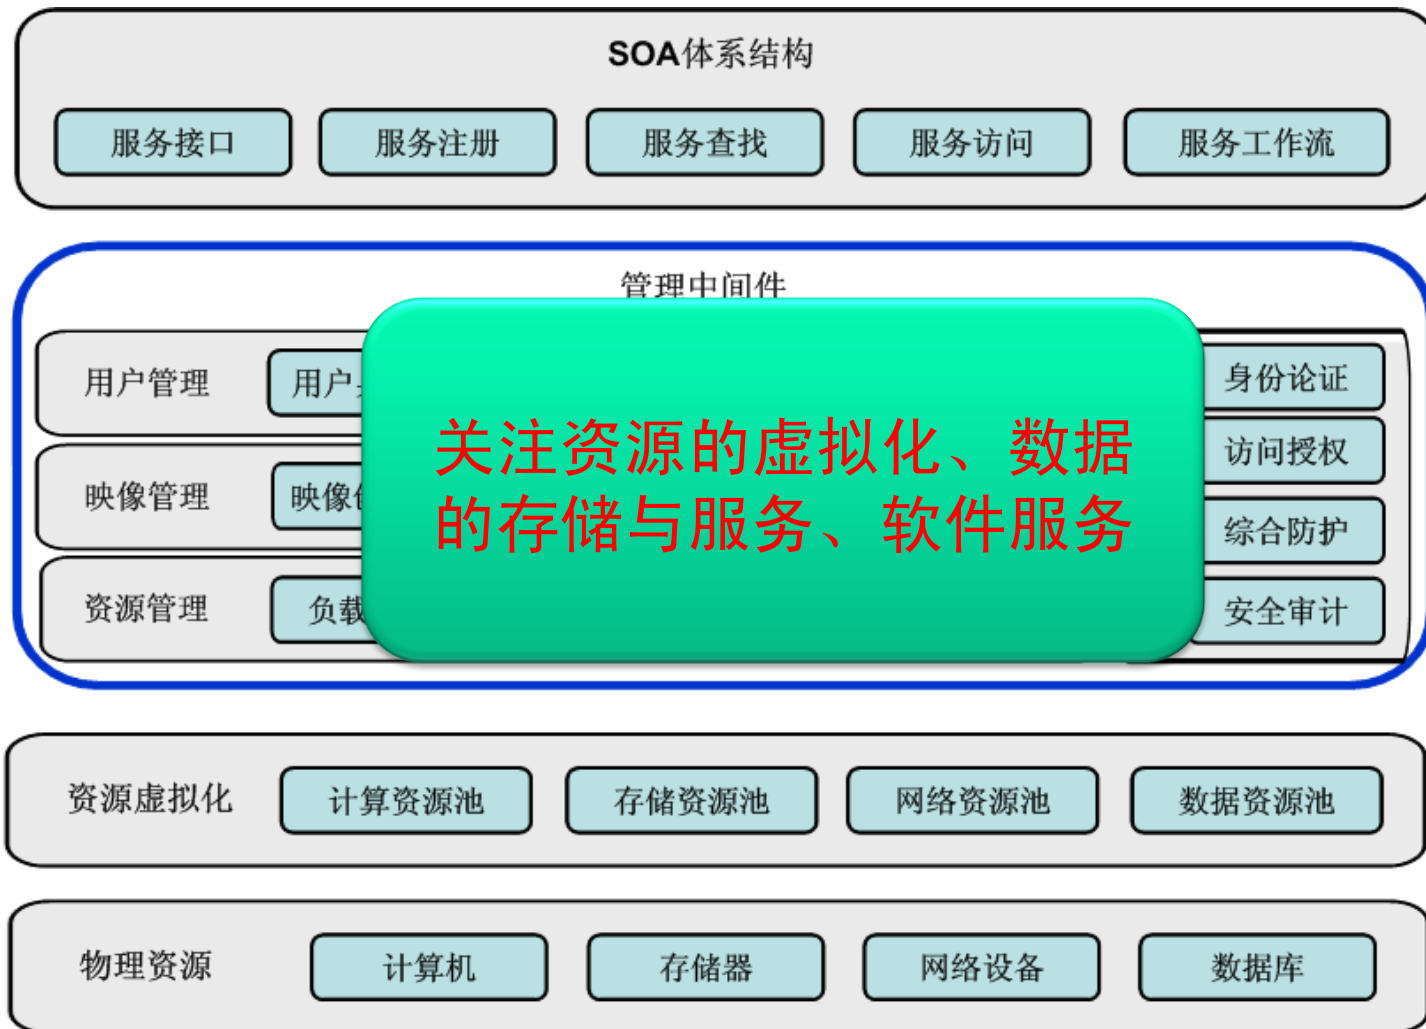 SOA体系结构
服务接口
服务注册
服务查找
服务访问
服务工作流
管理中间件
用户管理
用户
身份论证
访问授权
映像管理
映像
综合防护
资源管理
负载
安全审计
关注资源的虚拟化、数据
的存储与服务、软件服务
资源虚拟化
计算资源池
存储资源池
网络资源池
数据资源池
物理资源
计算机
存储器
网络设备
数据库